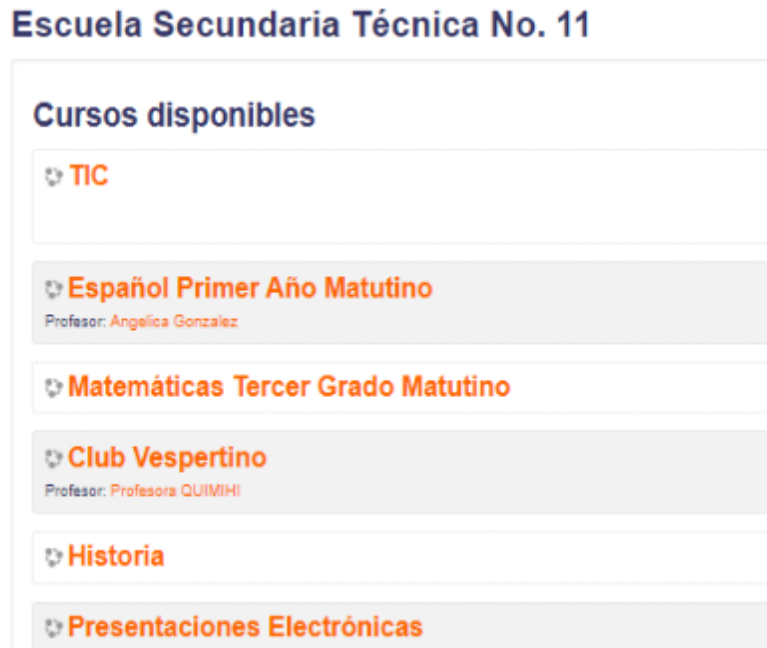 Escuela Secundaria Técnica No. 11
Cursos disponibles
TIC
Español Primer Año Matutino
Profesor: Angelica Gonzalez
Matemáticas Tercer Grado Matutino
Club Vespertino
Profesor: Profesora QUIMIHI
Historia
Presentaciones Electrónicas